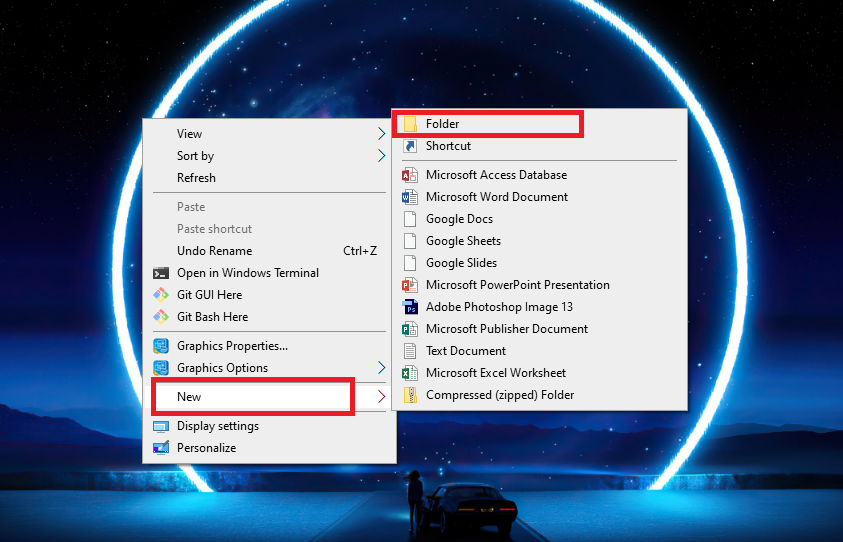 View
Sort by
Refresh
Paste
Paste shortcut
Undo Rename Ctrl+Z
Open in Windows Terminal
Git GUI Here
Git Bash Here
Graphics Properties...
Graphics Options
New
Display settings
Personalize
Folder
Shortcut
Microsoft Access Database
Microsoft Word Document
Google Docs
Google Sheets
Google Slides
Microsoft PowerPoint Presentation
Adobe Photoshop Image 13
Microsoft Publisher Document
Text Document
Microsoft Excel Worksheet
Compressed (zipped) Folder